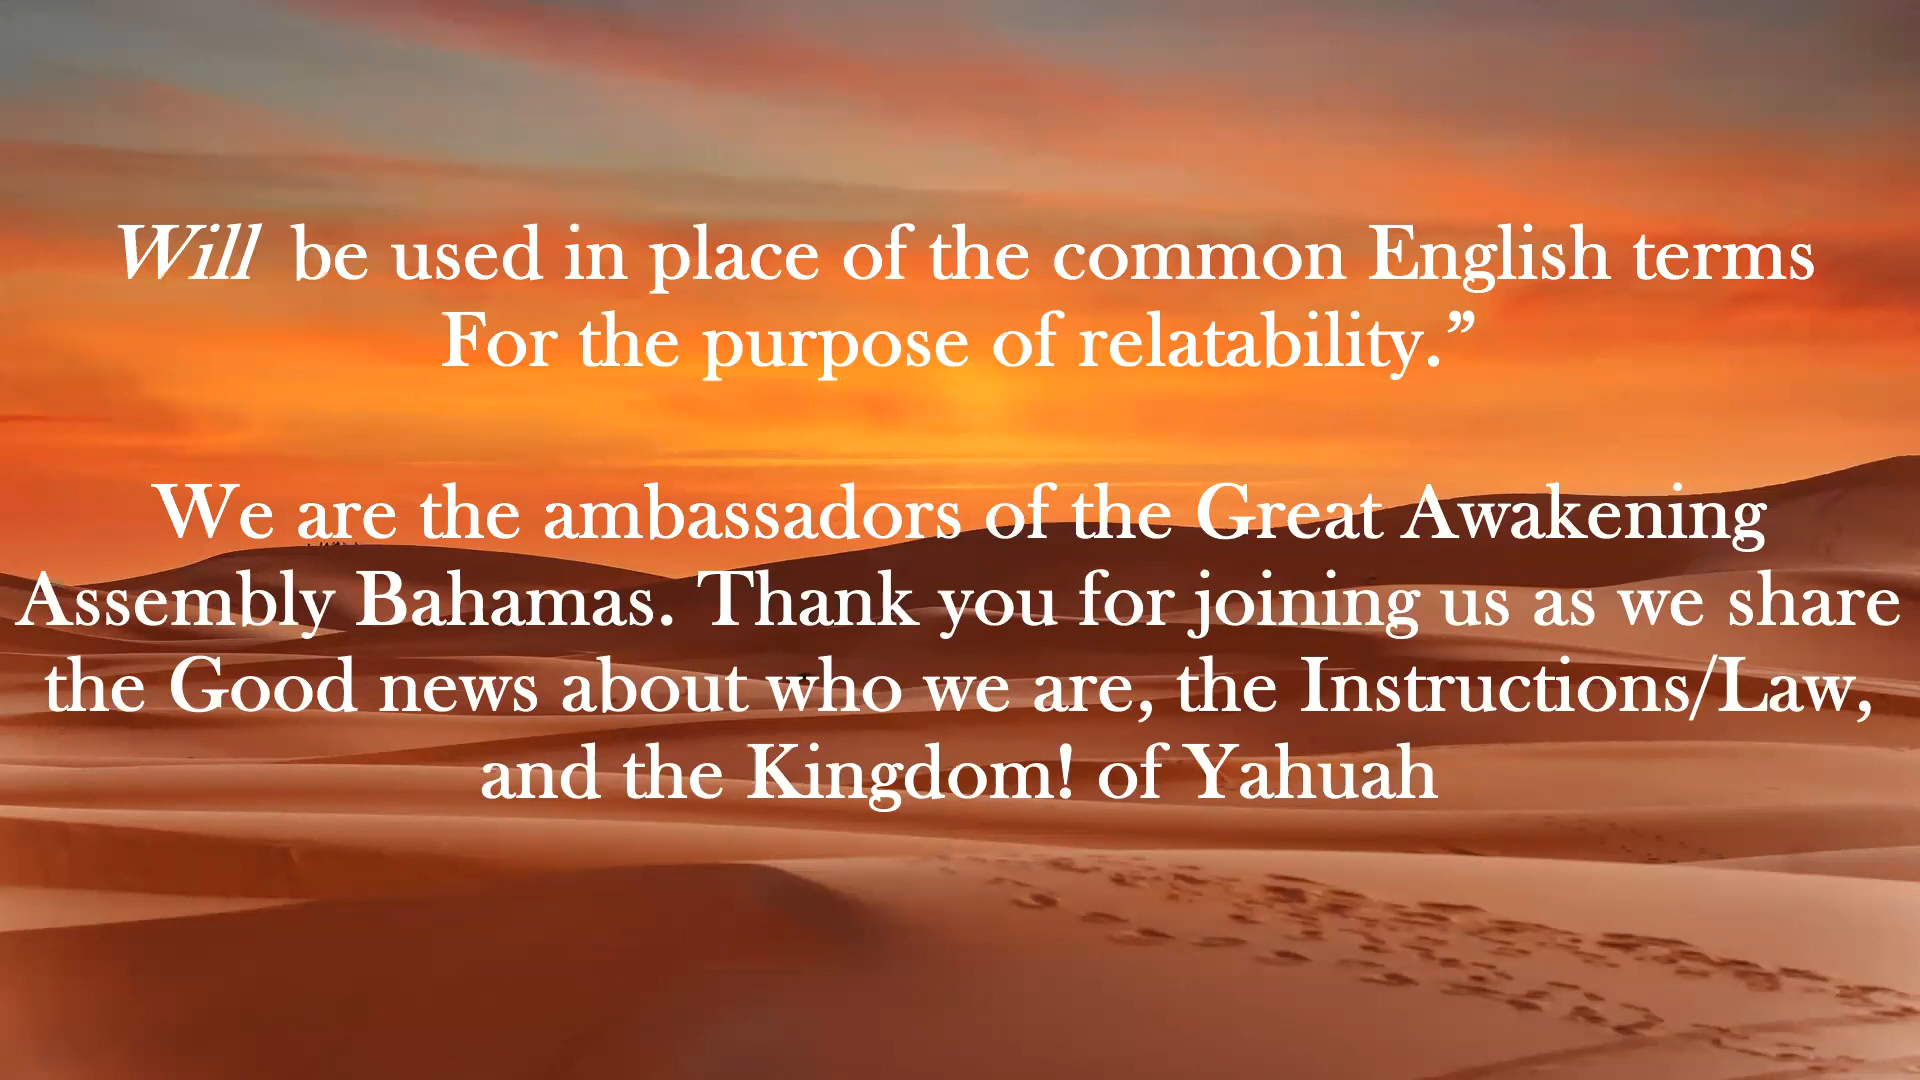 Will be used in place of the common English terms
For the purpose of relatability.”
We are the ambassadors of the Great Awakening
Assembly Bahamas. Thank you for joining us as we share
the Good news about who we are, the Instructions/Law,
and the Kingdom! of Yahuah